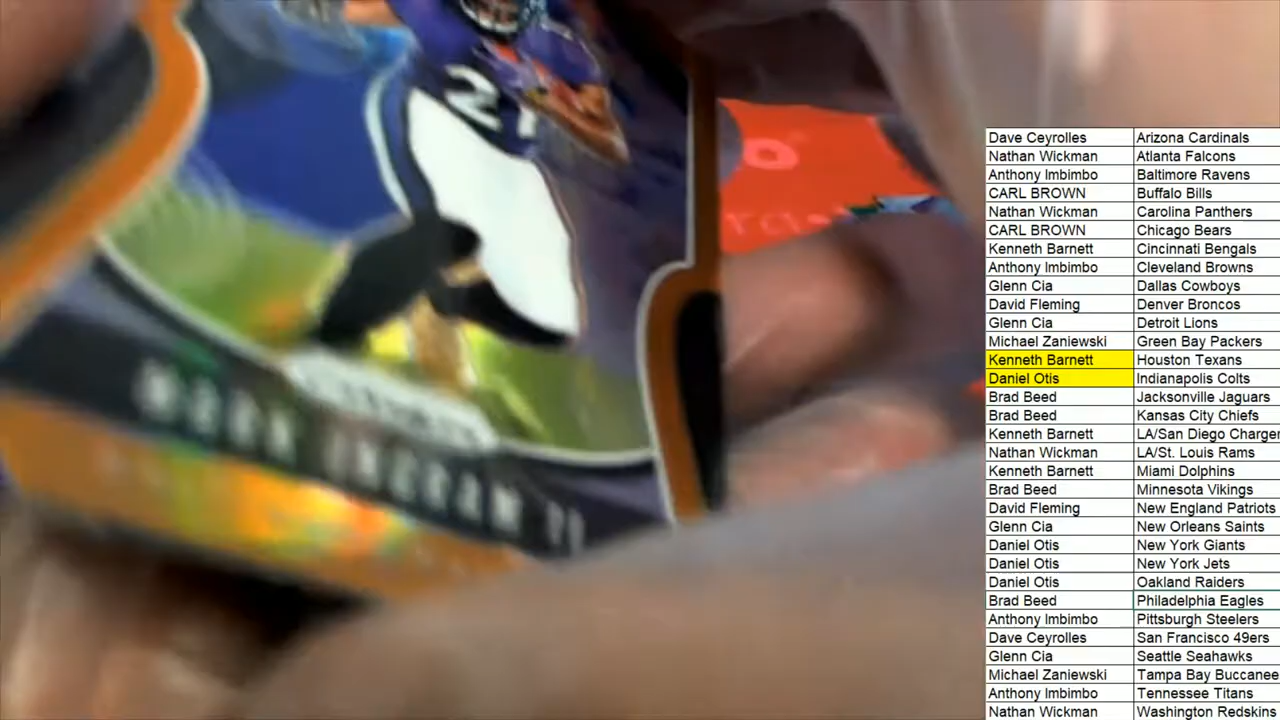 21
MARK INGRAM II
Dave Ceyrolles Arizona Cardinals
Nathan Wickman Atlanta Falcons
Anthony Imbimbo Baltimore Ravens
CARL BROWN Buffalo Bills
Nathan Wickman Carolina Panthers
CARL BROWN Chicago Bears
Kenneth Barnett Cincinnati Bengals
Anthony Imbimbo Cleveland Browns
Glenn Cia Dallas Cowboys
David Fleming Denver Broncos
Glenn Cia Detroit Lions
Michael Zaniewski Green Bay Packers
Kenneth Barnett Houston Texans
Daniel Otis Indianapolis Colts
Brad Beed Jacksonville Jaguars
Brad Beed Kansas City Chiefs
Kenneth Barnett LA/San Diego Charger
Nathan Wickman LA/St. Louis Rams
Kenneth Barnett Miami Dolphins
Brad Beed Minnesota Vikings
David Fleming New England Patriots
Glenn Cia New Orleans Saints
Daniel Otis New York Giants
Daniel Otis New York Jets
Daniel Otis Oakland Raiders
Brad Beed Philadelphia Eagles
Anthony Imbimbo Pittsburgh Steelers
Dave Ceyrolles San Francisco 49ers
Glenn Cia Seattle Seahawks
Michael Zaniewski Tampa Bay Buccanee
Anthony Imbimbo Tennessee Titans
Nathan Wickman Washington Redskins